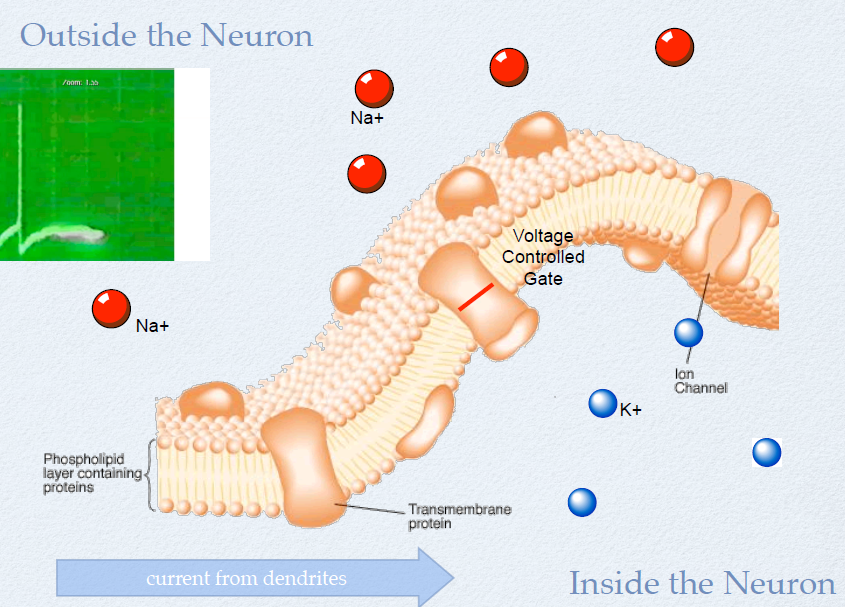 Outside the Neuron
Zoom: 1.55
Na+
Voltage
Controlled
Gate
Na+
Ion
Channel
K+
Phospholipid
layer containing
proteins
Transmembrane
protein
current from dendrites
Inside the Neuron